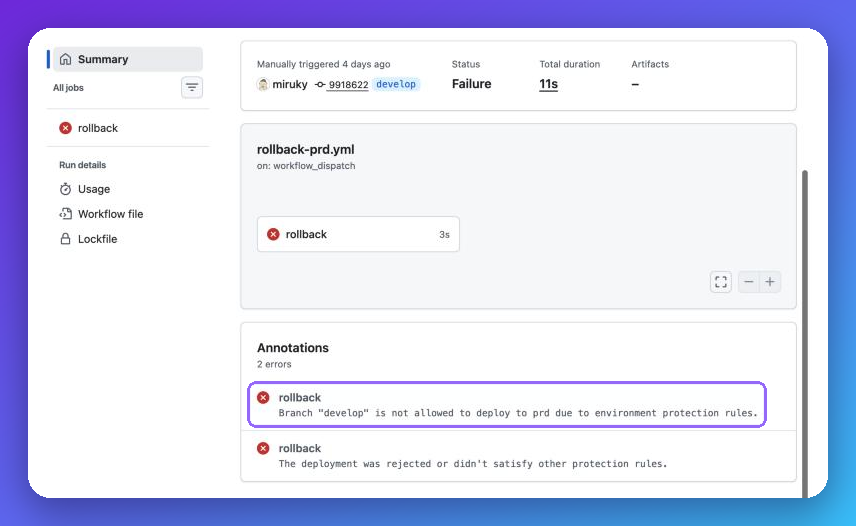 Summary
All jobs
rollback
Run details
Usage
Workflow file
Lockfile
Manually triggered 4 days ago
miruky 9918622 develop
Status
Failure
Total duration
11s
Artifacts
–
rollback-prd.yml
on: workflow_dispatch
rollback 3s
Annotations
2 errors
rollback
Branch "develop" is not allowed to deploy to prd due to environment protection rules.
rollback
The deployment was rejected or didn't satisfy other protection rules.